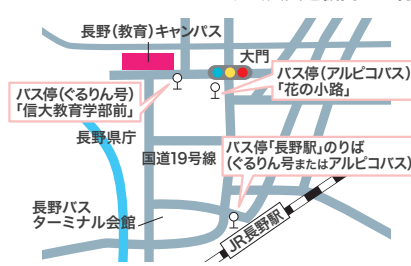 長野(教育)キャンパス
大門
バス停(アルピコバス)
「花の小路」
バス停(ぐるりん号)
「信大教育学部前」
長野県庁
国道19号線
バス停「長野駅」のりば
(ぐるりん号またはアルピコバス)
長野バス
ターミナル会館
JR長野駅